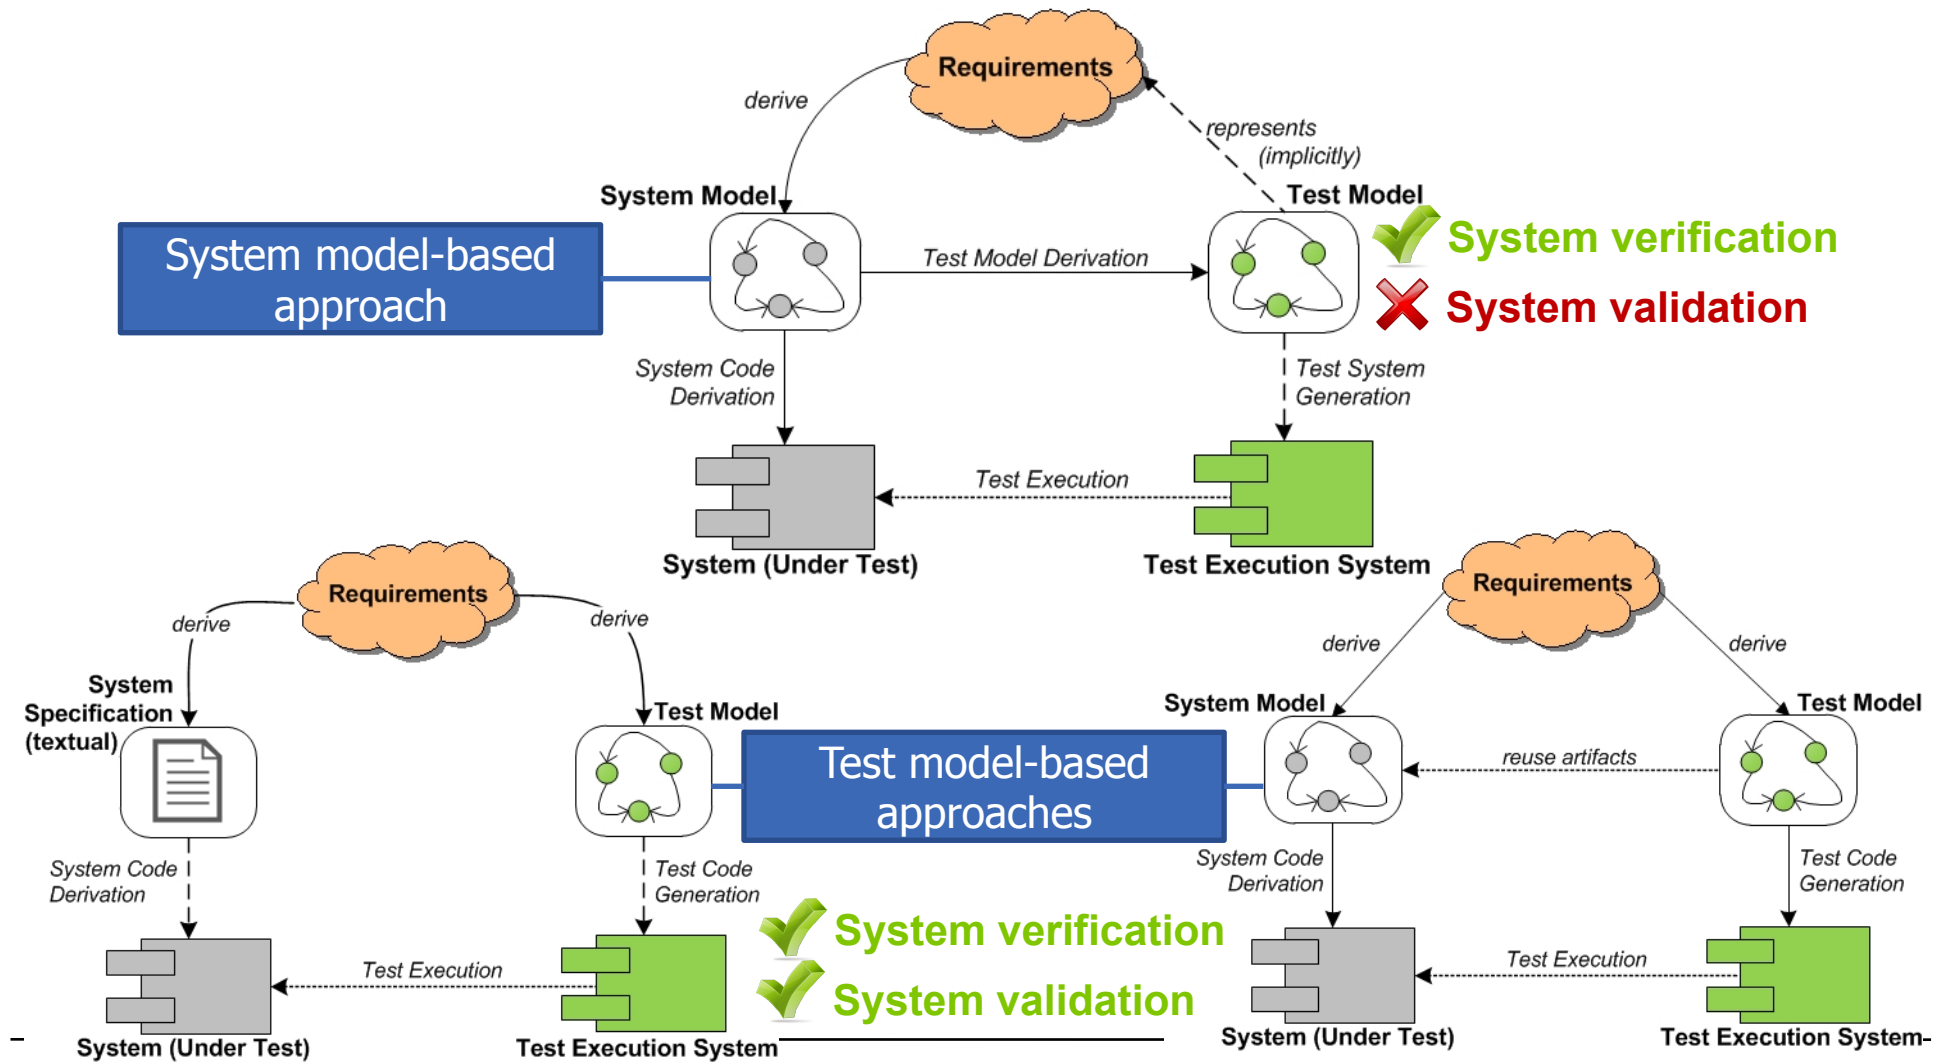 Requirements
derive
represents
(implicitly)
System Model
Test Model
System model-based
approach
Test Model Derivation
System verification
System validation
System Code
Derivation
Test System
Generation
Test Execution
System (Under Test)
Test Execution System
Requirements
derive
derive
System
Specification
(textual)
Test Model
System Code
Derivation
Test Code
Generation
Test Execution
System (Under Test)
Test Execution System
Test model-based
approaches
System verification
System validation
Requirements
derive
derive
System Model
Test Model
reuse artifacts
System Code
Derivation
Test Code
Generation
Test Execution
System (Under Test)
Test Execution System